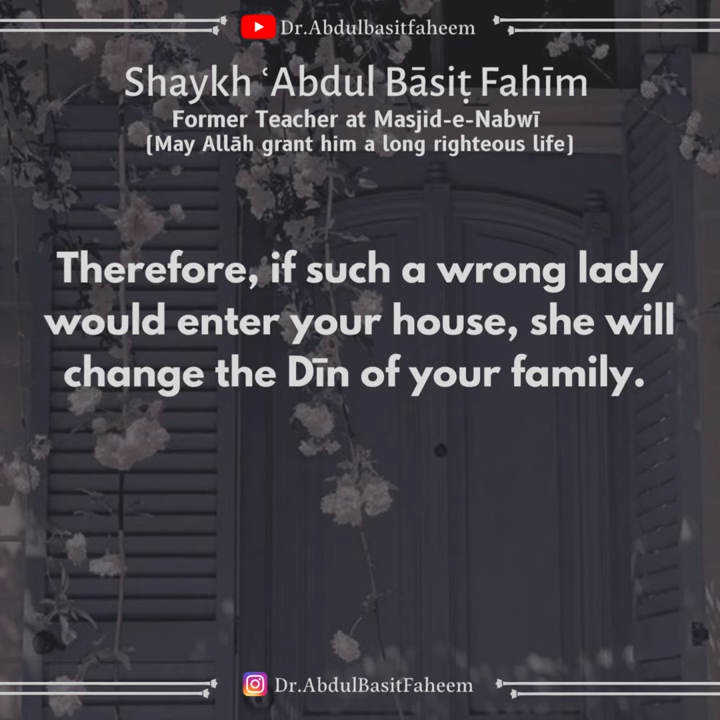 Dr.Abdulbasitfaheem
Shaykh ʿAbdul Bāsiṭ Fahīm
Former Teacher at Masjid-e-Nabwī
(May Allāh grant him a long righteous life)
Therefore, if such a wrong lady
would enter your house, she will
change the Dīn of your family.
Dr.AbdulBasitFaheem